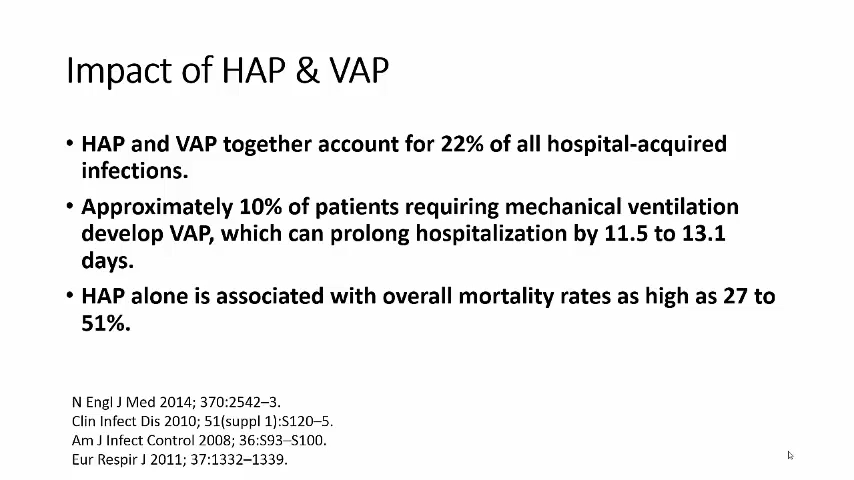 Impact of HAP & VAP
• HAP and VAP together account for 22% of all hospital-acquired
infections.
• Approximately 10% of patients requiring mechanical ventilation
develop VAP, which can prolong hospitalization by 11.5 to 13.1
days.
• HAP alone is associated with overall mortality rates as high as 27 to
51%.
N Engl J Med 2014; 370:2542–3.
Clin Infect Dis 2010; 51(suppl 1):S120–5.
Am J Infect Control 2008; 36:S93–S100.
Eur Respir J 2011; 37:1332–1339.